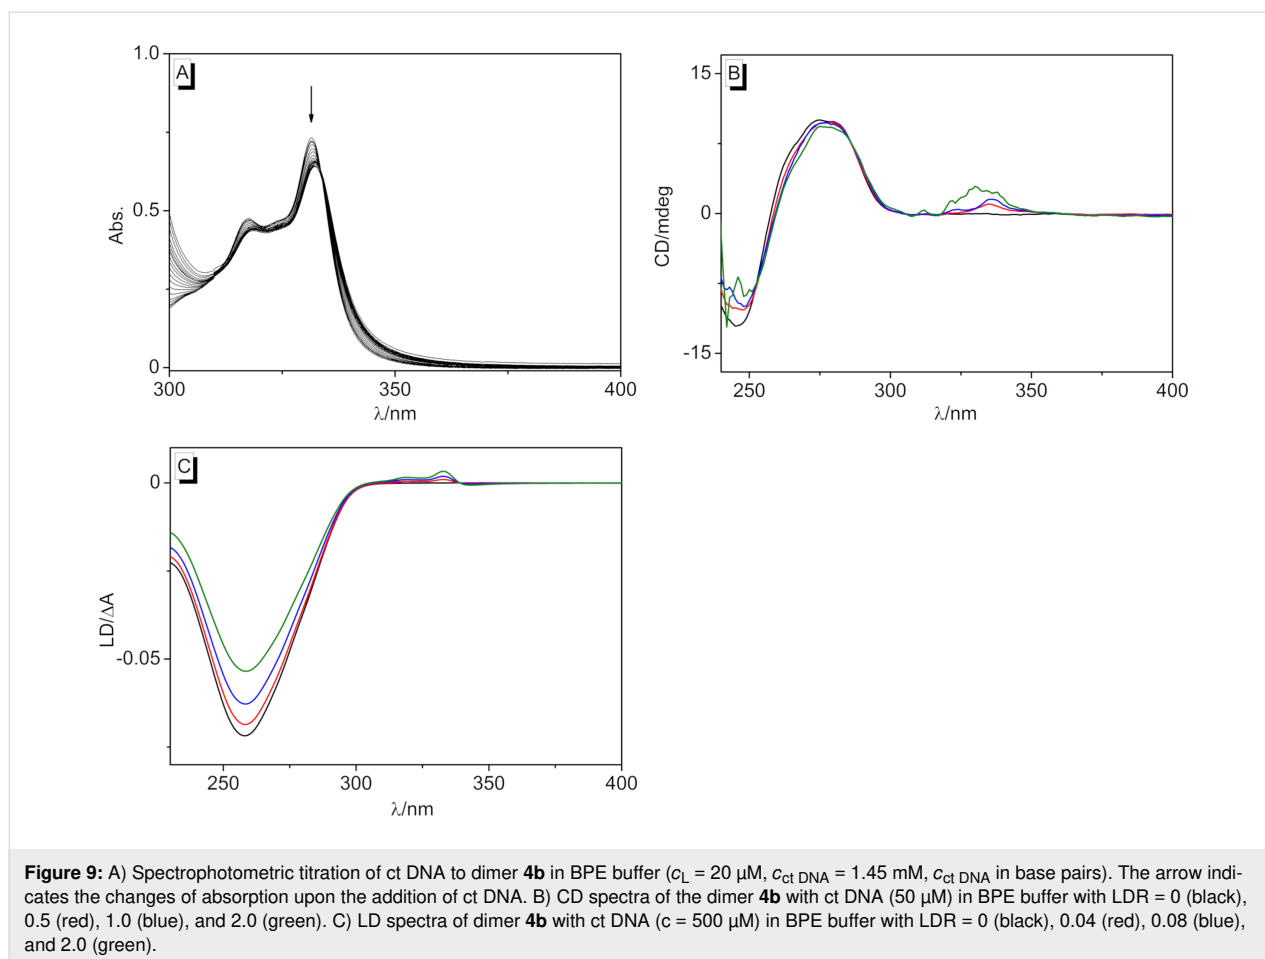 A
1.0
0.5
0
Abs.
300
350
400
λ/nm
B
15
0
-15
CD/mdeg
250
300
350
400
λ/nm
C
0
-0.05
LD/ΔA
250
300
350
400
λ/nm
Figure 9: A) Spectrophotometric titration of ct DNA to dimer 4b in BPE buffer (cL = 20 µM, cct DNA = 1.45 mM, cct DNA in base pairs). The arrow indi-
cates the changes of absorption upon the addition of ct DNA. B) CD spectra of the dimer 4b with ct DNA (50 µM) in BPE buffer with LDR = 0 (black),
0.5 (red), 1.0 (blue), and 2.0 (green). C) LD spectra of dimer 4b with ct DNA (c = 500 µM) in BPE buffer with LDR = 0 (black), 0.04 (red), 0.08 (blue),
and 2.0 (green).